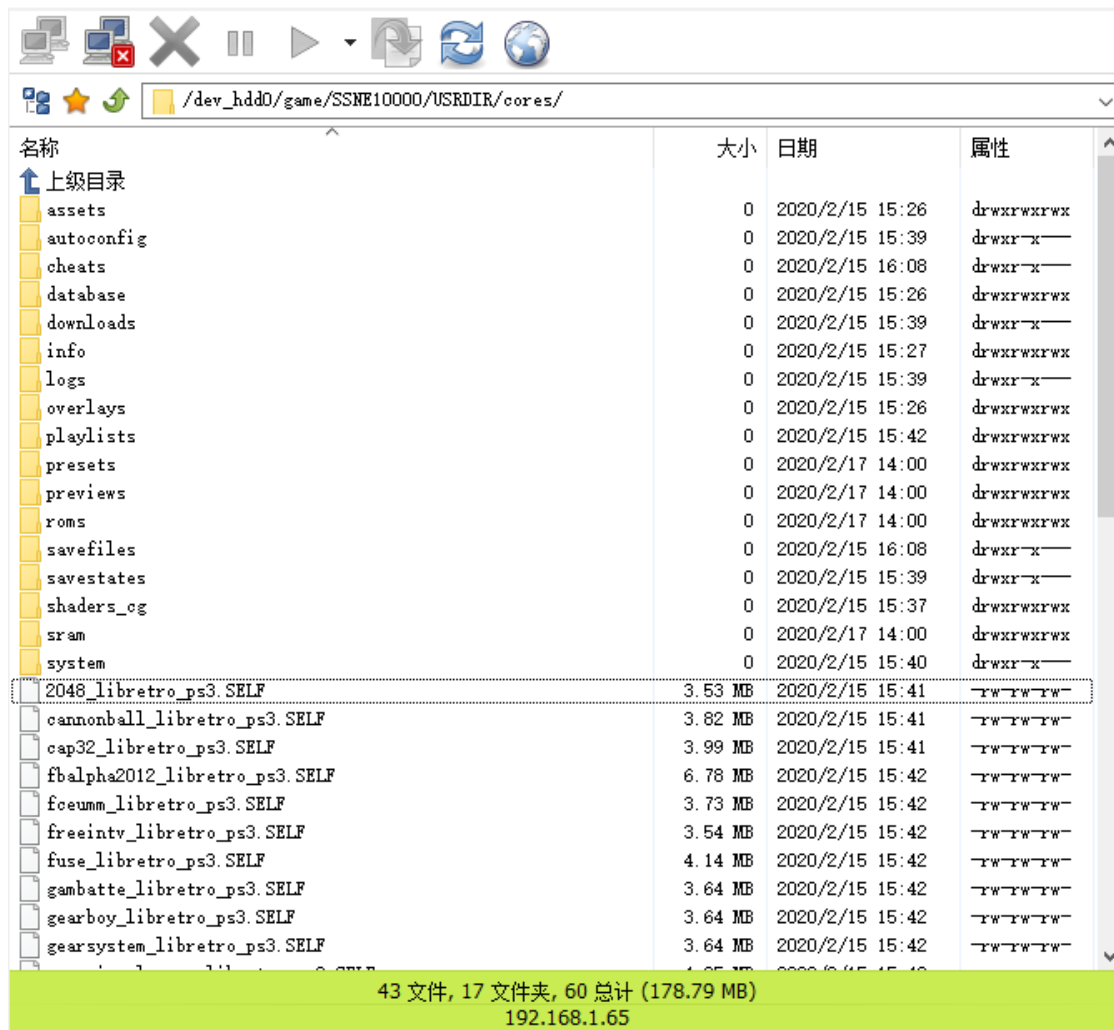 /dev_hdd0/game/SSNE10000/USRDIR/cores/
名称 大小 日期 属性
上级目录
assets 0 2020/2/15 15:26 drwxrwxrwx
autoconfig 0 2020/2/15 15:39 drwxr-x---
cheats 0 2020/2/15 16:08 drwxr-x---
database 0 2020/2/15 15:26 drwxrwxrwx
downloads 0 2020/2/15 15:39 drwxr-x---
info 0 2020/2/15 15:27 drwxrwxrwx
logs 0 2020/2/15 15:39 drwxr-x---
overlays 0 2020/2/15 15:26 drwxrwxrwx
playlists 0 2020/2/15 15:42 drwxrwxrwx
presets 0 2020/2/17 14:00 drwxrwxrwx
previews 0 2020/2/17 14:00 drwxrwxrwx
roms 0 2020/2/17 14:00 drwxrwxrwx
savefiles 0 2020/2/15 16:08 drwxr-x---
savestates 0 2020/2/15 15:39 drwxr-x---
shaders_cg 0 2020/2/15 15:37 drwxrwxrwx
sram 0 2020/2/17 14:00 drwxrwxrwx
system 0 2020/2/15 15:40 drwxr-x---
2048_libretro_ps3.SELF 3.53 MB 2020/2/15 15:41 -rw-rw-rw-
cannonball_libretro_ps3.SELF 3.82 MB 2020/2/15 15:41 -rw-rw-rw-
cap32_libretro_ps3.SELF 3.99 MB 2020/2/15 15:41 -rw-rw-rw-
fbalpha2012_libretro_ps3.SELF 6.78 MB 2020/2/15 15:42 -rw-rw-rw-
fceumm_libretro_ps3.SELF 3.73 MB 2020/2/15 15:42 -rw-rw-rw-
freeintv_libretro_ps3.SELF 3.54 MB 2020/2/15 15:42 -rw-rw-rw-
fuse_libretro_ps3.SELF 4.14 MB 2020/2/15 15:42 -rw-rw-rw-
gambatte_libretro_ps3.SELF 3.64 MB 2020/2/15 15:42 -rw-rw-rw-
gearboy_libretro_ps3.SELF 3.64 MB 2020/2/15 15:42 -rw-rw-rw-
gearsystem_libretro_ps3.SELF 3.64 MB 2020/2/15 15:42 -rw-rw-rw-
43 文件, 17 文件夹, 60 总计 (178.79 MB)
192.168.1.65